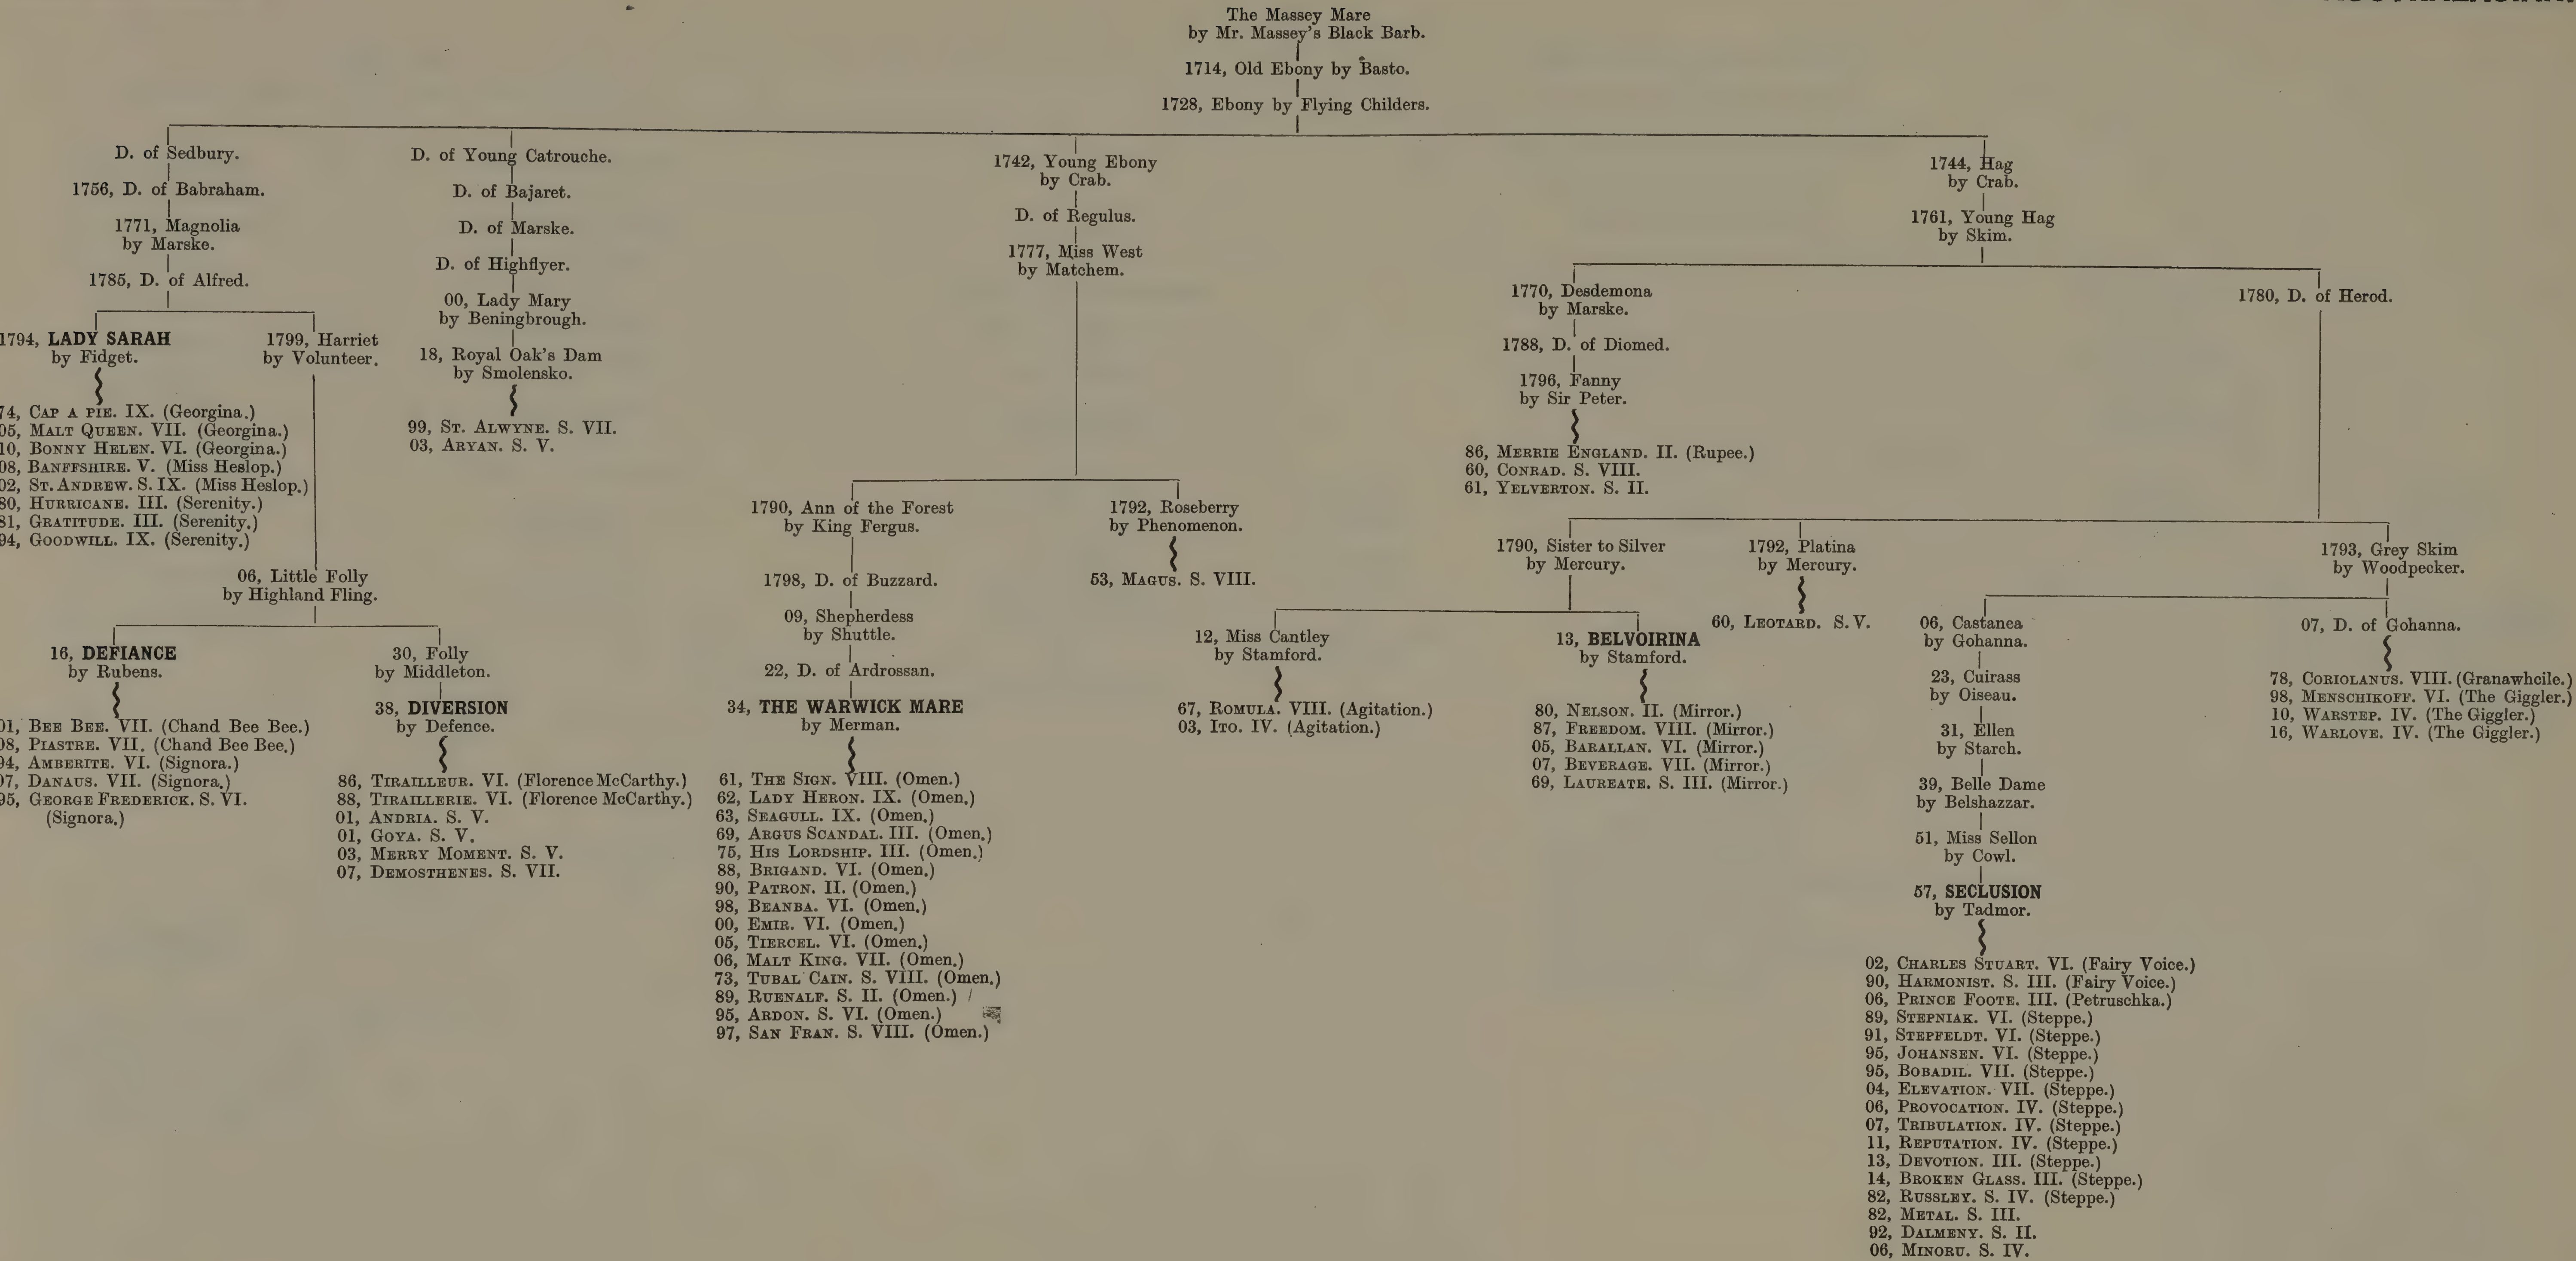 The Massey Mare
by Mr. Massey's Black Barb.
1714, Old Ebony by Basto.
1728, Ebony by Flying Childers.
D. of Sedbury.
1756, D. of Babraham.
1771, Magnolia
by Marske.
1785, D. of Alfred.
1794, LADY SARAH
by Fidget.
74, CAP A PIE. IX. (Georgina.)
05, MALT QUEEN. VII. (Georgina.)
10, BONNY HELEN. VI. (Georgina.)
08, BANFFSHIRE. V. (Miss Heslop.)
02, ST. ANDREW. S. IX. (Miss Heslop.)
80, HURRICANE. III. (Serenity.)
81, GRATITUDE. III. (Serenity.)
94, GOODWILL. IX. (Serenity.)
1799, Harriet
by Volunteer.
06, Little Folly
by Highland Fling.
16, DEFIANCE
by Rubens.
01, BEE BEE. VII. (Chand Bee Bee.)
08, PIASTRE. VII. (Chand Bee Bee.)
94, AMBERITE. VI. (Signora.)
07, DANAUS. VII. (Signora.)
95, GEORGE FREDERICK. S. VI.
(Signora.)
30, Folly
by Middleton.
38, DIVERSION
by Defence.
86, TIRAILLEUR. VI. (Florence McCarthy.)
88, TIRAILLERIE. VI. (Florence McCarthy.)
01, ANDRIA. S. V.
01, GOYA. S. V.
03, MERRY MOMENT. S. V.
07, DEMOSTHENES. S. VII.
D. of Young Catrouche.
D. of Bajaret.
D. of Marske.
D. of Highflyer.
00, Lady Mary
by Beningbrough.
18, Royal Oak's Dam
by Smolensko.
99, ST. ALWYNE. S. VII.
03, ARYAN. S. V.
1742, Young Ebony
by Crab.
D. of Regulus.
1777, Miss West
by Matchem.
1790, Ann of the Forest
by King Fergus.
1798, D. of Buzzard.
09, Shepherdess
by Shuttle.
22, D. of Ardrossan.
34, THE WARWICK MARE
by Merman.
61, THE SIGN. VIII. (Omen.)
62, LADY HERON. IX. (Omen.)
63, SEAGULL. IX. (Omen.)
69, ARGUS SCANDAL. III. (Omen.)
75, HIS LORDSHIP. III. (Omen.)
88, BRIGAND. VI. (Omen.)
90, PATRON. II. (Omen.)
98, BEANBA. VI. (Omen.)
00, EMIR. VI. (Omen.)
05, TIERCEL. VI. (Omen.)
06, MALT KING. VII. (Omen.)
73, TUBAL CAIN. S. VIII. (Omen.)
89, RUENALF. S. II. (Omen.)
95, ARDON. S. VI. (Omen.)
97, SAN FRAN. S. VIII. (Omen.)
1792, Roseberry
by Phenomenon.
53, MAGUS. S. VIII.
1744, Hag
by Crab.
1761, Young Hag
by Skim.
1770, Desdemona
by Marske.
1788, D. of Diomed.
1796, Fanny
by Sir Peter.
86, MERRIE ENGLAND. II. (Rupee.)
60, CONRAD. S. VIII.
61, YELVERTON. S. II.
1780, D. of Herod.
1790, Sister to Silver
by Mercury.
12, Miss Cantley
by Stamford.
67, ROMULA. VIII. (Agitation.)
03, ITO. IV. (Agitation.)
13, BELVOIRINA
by Stamford.
80, NELSON. II. (Mirror.)
87, FREEDOM. VIII. (Mirror.)
05, BARALLAN. VI. (Mirror.)
07, BEVERAGE. VII. (Mirror.)
69, LAUREATE. S. III. (Mirror.)
1792, Platina
by Mercury.
60, LEOTARD. S. V.
1793, Grey Skim
by Woodpecker.
06, Castanea
by Gohanna.
23, Cuirass
by Oiseau.
31, Ellen
by Starch.
39, Belle Dame
by Belshazzar.
51, Miss Sellon
by Cowl.
57, SECLUSION
by Tadmor.
02, CHARLES STUART. VI. (Fairy Voice.)
90, HARMONIST. S. III. (Fairy Voice.)
06, PRINCE FOOTE. III. (Petruschka.)
89, STEPNIAK. VI. (Steppe.)
91, STEPFELDT. VI. (Steppe.)
95, JOHANSEN. VI. (Steppe.)
95, BOBADIL. VII. (Steppe.)
04, ELEVATION. VII. (Steppe.)
06, PROVOCATION. IV. (Steppe.)
07, TRIBULATION. IV. (Steppe.)
11, REPUTATION. IV. (Steppe.)
13, DEVOTION. III. (Steppe.)
14, BROKEN GLASS. III. (Steppe.)
82, RUSSLEY. S. IV. (Steppe.)
82, METAL. S. III.
92, DALMENY. S. II.
06, MINORU. S. IV.
07, D. of Gohanna.
78, CORIOLANUS. VIII. (Granawhcile.)
98, MENSCHIKOFF. VI. (The Giggler.)
10, WARSTEP. IV. (The Giggler.)
16, WARLOVE. IV. (The Giggler.)